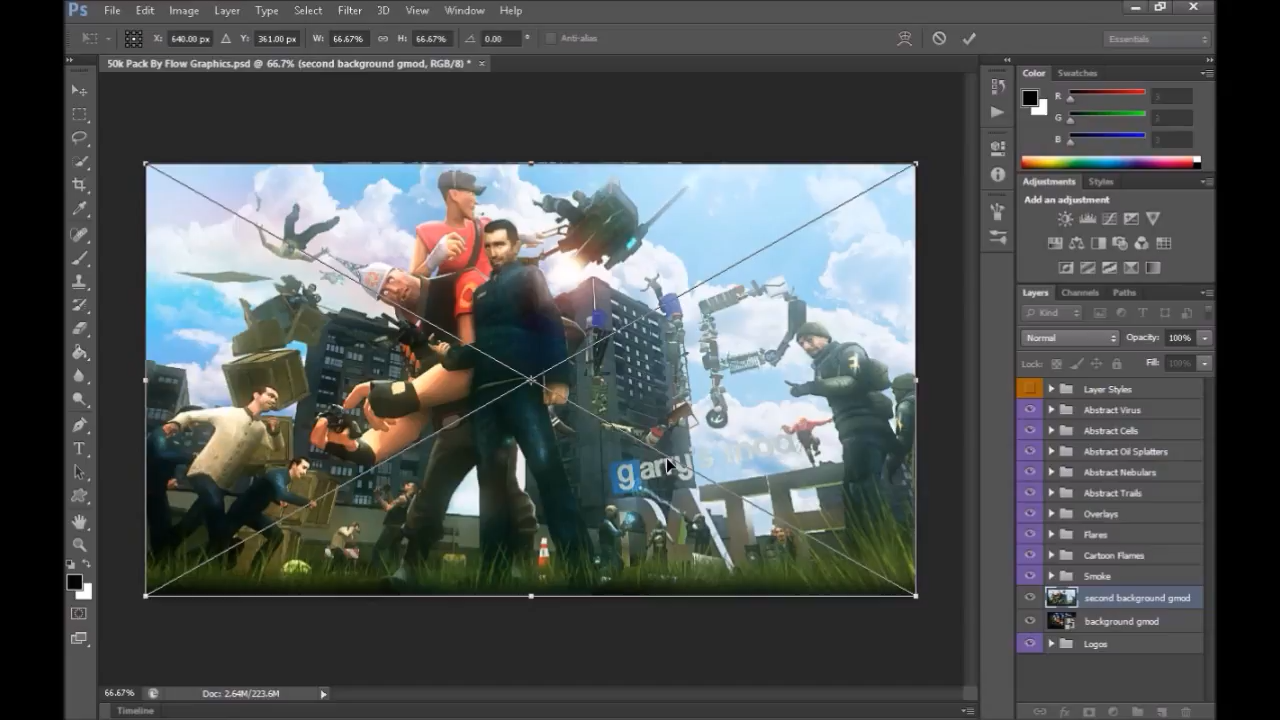 Ps File Edit Image Layer Type Select Filter 3D View Window Help
X: 640.00 px Y: 361.00 px W: 66.67% H: 66.67% 0.00 ° Anti-alias Essentials
50k Pack By Flow Graphics.psd @ 66.7% (second background gmod, RGB/8) * ×
Color Swatches
R
G
B
Adjustments Styles
Add an adjustment
Layers Channels Paths
Kind
Normal Opacity: 100%
Lock: Fill: 100%
Layer Styles
Abstract Virus
Abstract Cells
Abstract Oil Splatters
Abstract Nebulars
Abstract Trails
Overlays
Flares
Cartoon Flames
Smoke
second background gmod
background gmod
Logos
garry's mod
66.67% Doc: 2.64M/223.6M
Timeline